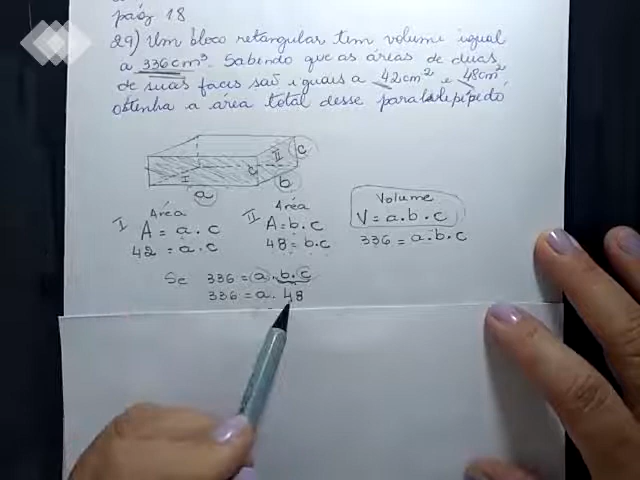 pág 18
29) Um bloco retangular tem volume igual
a 336cm³. Sabendo que as áreas de duas
de suas faces são iguais a 42cm² e 48cm²,
obtenha a área total desse paralelepípedo
I
II
c
c
a
b
I Área
A = a . c
42 = a . c
II Área
A = b . c
48 = b . c
Volume
V = a . b . c
336 = a . b . c
Se 336 = a . b . c
336 = a . 48